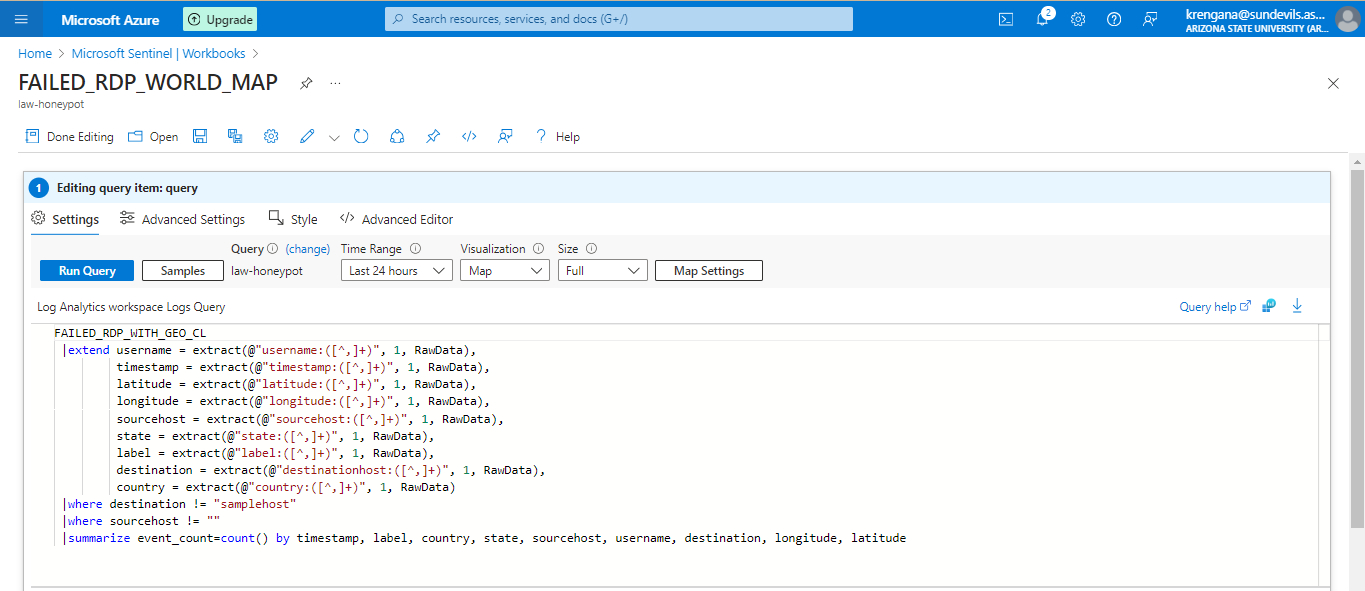 Microsoft Azure
Upgrade
Search resources, services, and docs (G+/)
2
krengana@sundevils.as...
ARIZONA STATE UNIVERSITY (AR...
Home > Microsoft Sentinel | Workbooks >
FAILED_RDP_WORLD_MAP ...
law-honeypot
Done Editing Open </> ? Help
1 Editing query item: query
Settings Advanced Settings Style </> Advanced Editor
Query (change) Time Range Visualization Size
Run Query Samples law-honeypot Last 24 hours Map Full Map Settings
Log Analytics workspace Logs Query Query help
FAILED_RDP_WITH_GEO_CL
|extend username = extract(@"username:([^,]+)", 1, RawData),
timestamp = extract(@"timestamp:([^,]+)", 1, RawData),
latitude = extract(@"latitude:([^,]+)", 1, RawData),
longitude = extract(@"longitude:([^,]+)", 1, RawData),
sourcehost = extract(@"sourcehost:([^,]+)", 1, RawData),
state = extract(@"state:([^,]+)", 1, RawData),
label = extract(@"label:([^,]+)", 1, RawData),
destination = extract(@"destinationhost:([^,]+)", 1, RawData),
country = extract(@"country:([^,]+)", 1, RawData)
|where destination != "samplehost"
|where sourcehost != ""
|summarize event_count=count() by timestamp, label, country, state, sourcehost, username, destination, longitude, latitude